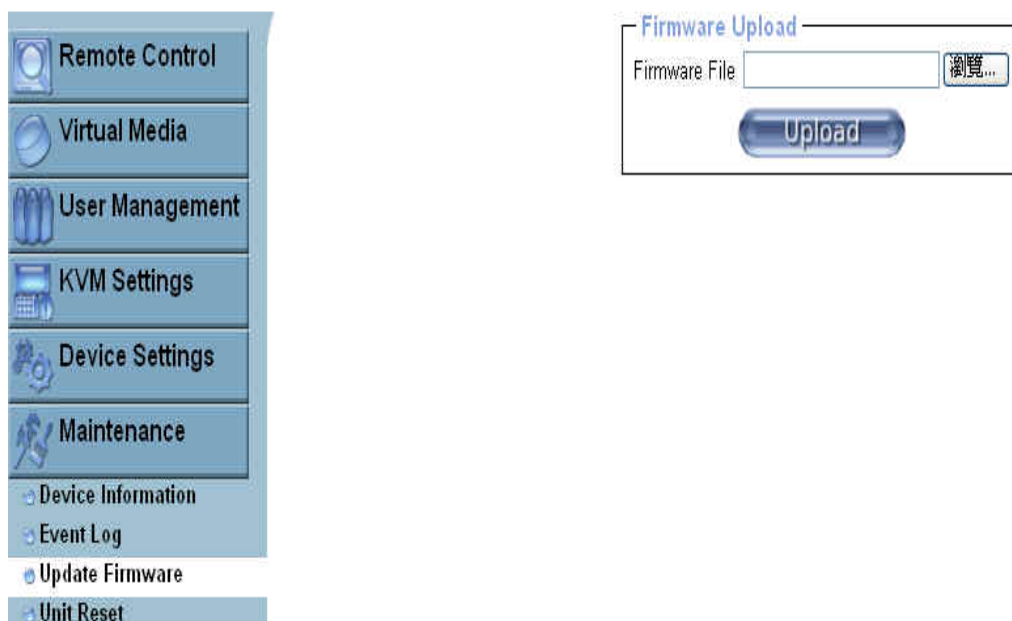 Remote Control
Virtual Media
User Management
KVM Settings
Device Settings
Maintenance
Device Information
Event Log
Update Firmware
Unit Reset
Firmware Upload
Firmware File
瀏覽...
Upload